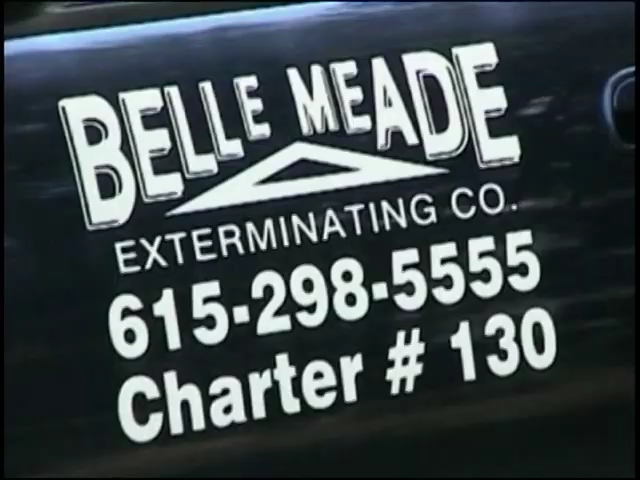 BELLE MEADE
EXTERMINATING CO.
615-298-5555
Charter # 130